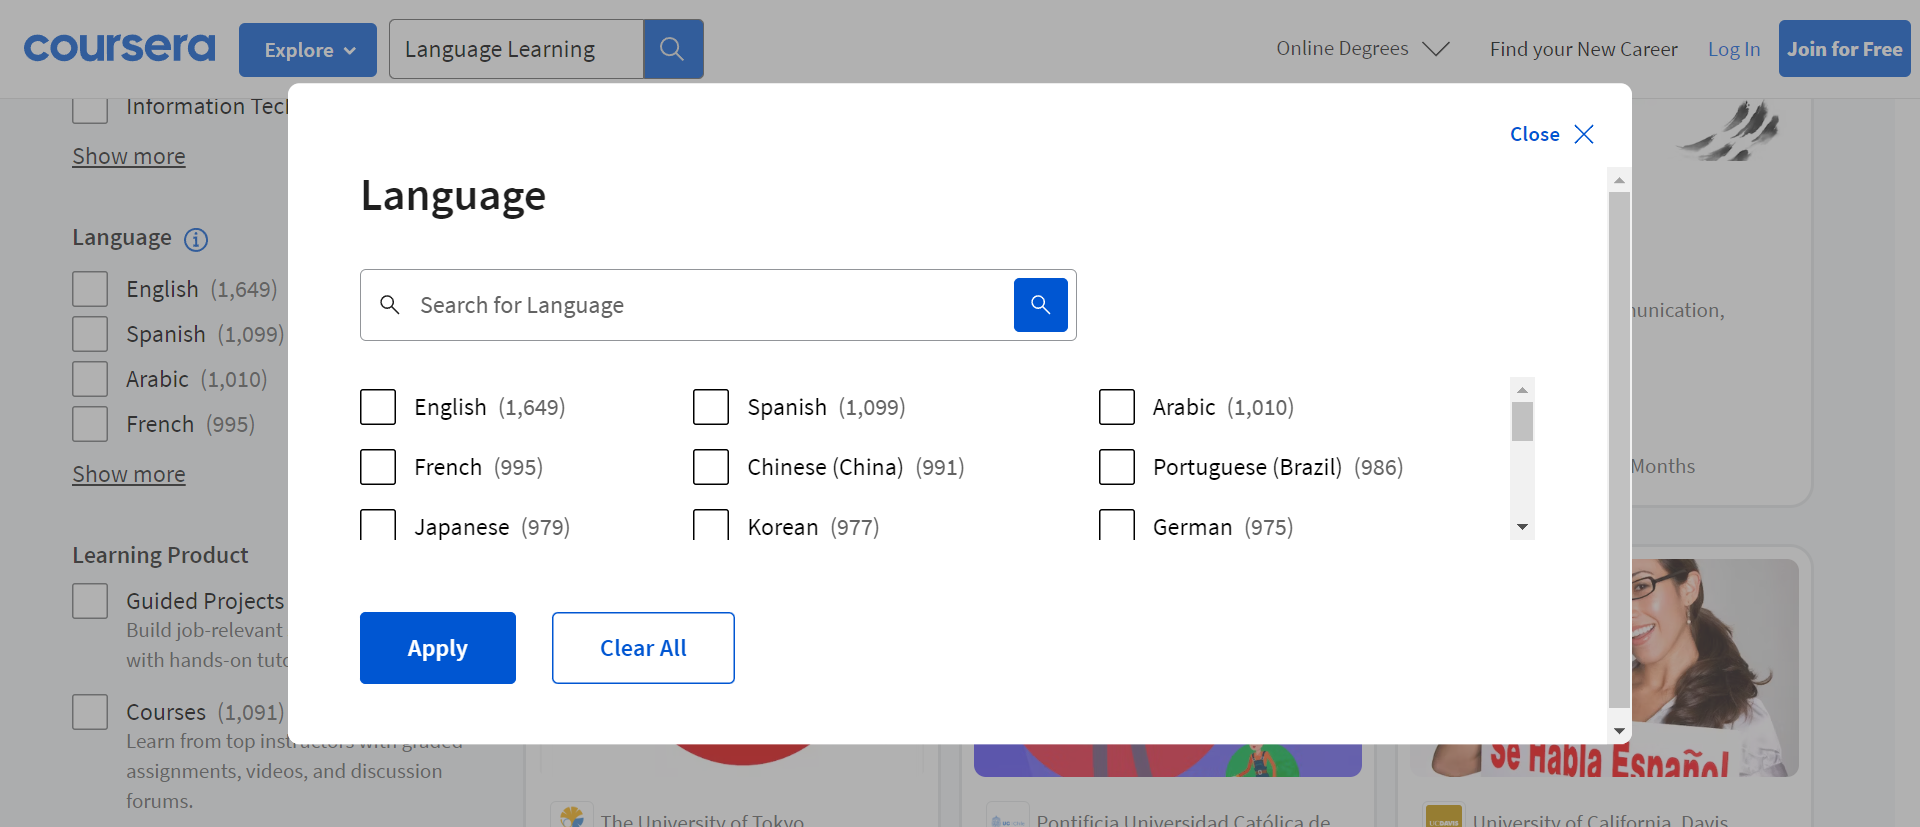 coursera
Explore
Language Learning
Online Degrees
Find your New Career
Log In
Join for Free
Show more
Language
English (1,649)
Spanish (1,099)
Arabic (1,010)
French (995)
Show more
Learning Product
Guided Projects
Build job-relevant
with hands-on
Courses (1,091)
Learn from top instructors with graded
assignments, videos, and discussion
forums.
Close
Language
Search for Language
English (1,649)
Spanish (1,099)
Arabic (1,010)
French (995)
Chinese (China) (991)
Portuguese (Brazil) (986)
Japanese (979)
Korean (977)
German (975)
Apply
Clear All
Months
Se Habla Español
The University of Tokyo
Pontificia Universidad Católica de
UC DAVIS
University of California, Davis